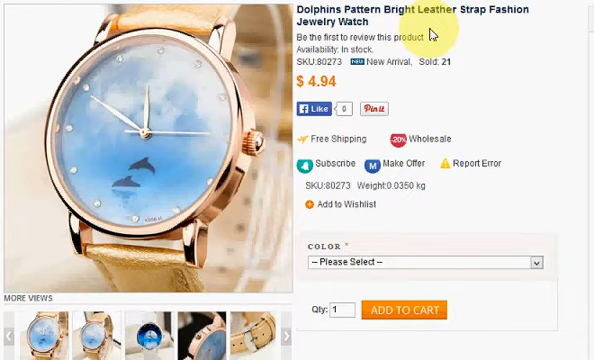 Dolphins Pattern Bright Leather Strap Fashion
Jewelry Watch
Be the first to review this product
Availability: In stock.
SKU:80273 New Arrival, Sold: 21
$ 4.94
Like 0 Pin it
Free Shipping -20% Wholesale
Subscribe M Make Offer Report Error
SKU:80273 Weight:0.0350 kg
Add to Wishlist
COLOR *
-- Please Select --
MORE VIEWS
Qty: 1 ADD TO CART